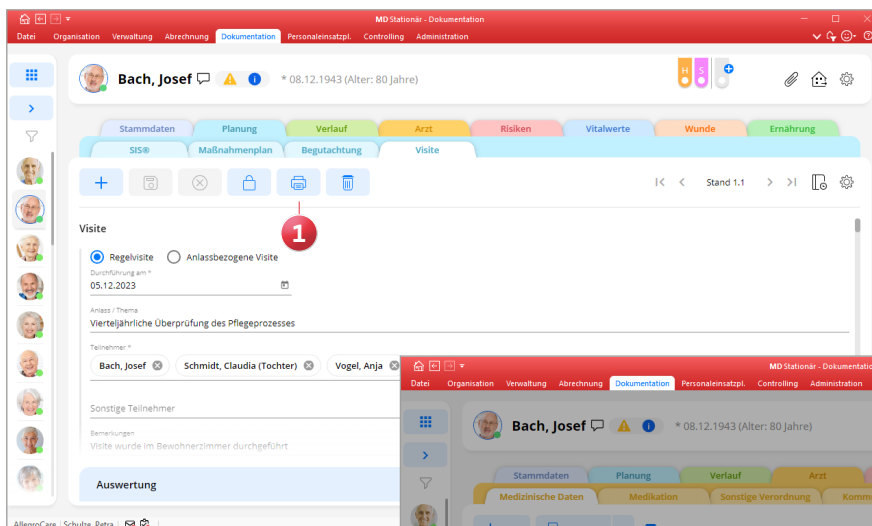 MD Stationär - Dokumentation
Datei Organisation Verwaltung Abrechnung Dokumentation Personaleinsatzpl. Controlling Administration
Bach, Josef * 08.12.1943 (Alter: 80 Jahre)
H S
Stammdaten Planung Verlauf Arzt Risiken Vitalwerte Wunde Ernährung
SIS® Maßnahmenplan Begutachtung Visite
Stand 1.1
1
Visite
Regelvisite Anlassbezogene Visite
Durchführung am *
05.12.2023
Anlass / Thema
Vierteljährliche Überprüfung des Pflegeprozesses
Teilnehmer *
Bach, Josef Schmidt, Claudia (Tochter) Vogel, Anja
Sonstige Teilnehmer
Bemerkungen
Visite wurde im Bewohnerzimmer durchgeführt
Auswertung
AllegroCare Schulze, Petra
MD Stationär - Dokumentatio
Datei Organisation Verwaltung Abrechnung Dokumentation Personaleinsatzpl. Controlling Administration
Bach, Josef * 08.12.1943 (Alter: 80 Jahre)
Stammdaten Planung Verlauf Arzt
Medizinische Daten Medikation Sonstige Verordnung Komm